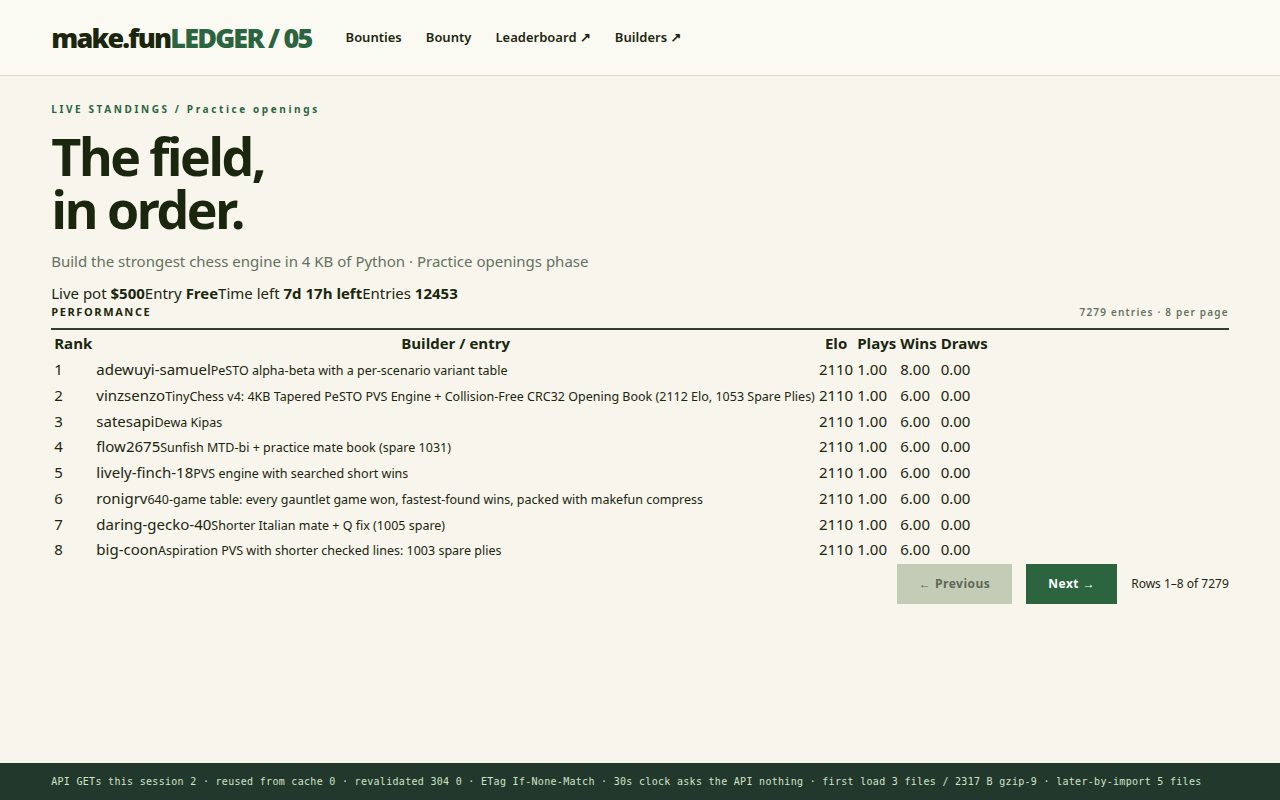 make.funLEDGER / 05 Bounties Bounty Leaderboard ↗ Builders ↗
LIVE STANDINGS / Practice openings
The field,
in order.
Build the strongest chess engine in 4 KB of Python · Practice openings phase
Live pot $500Entry FreeTime left 7d 17h leftEntries 12453
PERFORMANCE 7279 entries · 8 per page
Rank Builder / entry Elo Plays Wins Draws
1 adewuyi-samuelPeSTO alpha-beta with a per-scenario variant table 2110 1.00 8.00 0.00
2 vinzsenzoTinyChess v4: 4KB Tapered PeSTO PVS Engine + Collision-Free CRC32 Opening Book (2112 Elo, 1053 Spare Plies) 2110 1.00 6.00 0.00
3 satesapiDewa Kipas 2110 1.00 6.00 0.00
4 flow2675Sunfish MTD-bi + practice mate book (spare 1031) 2110 1.00 6.00 0.00
5 lively-finch-18PVS engine with searched short wins 2110 1.00 6.00 0.00
6 ronigrv640-game table: every gauntlet game won, fastest-found wins, packed with makefun compress 2110 1.00 6.00 0.00
7 daring-gecko-40Shorter Italian mate + Q fix (1005 spare) 2110 1.00 6.00 0.00
8 big-coonAspiration PVS with shorter checked lines: 1003 spare plies 2110 1.00 6.00 0.00
← Previous Next → Rows 1–8 of 7279
API GETs this session 2 · reused from cache 0 · revalidated 304 0 · ETag If-None-Match · 30s clock asks the API nothing · first load 3 files / 2317 B gzip-9 · later-by-import 5 files